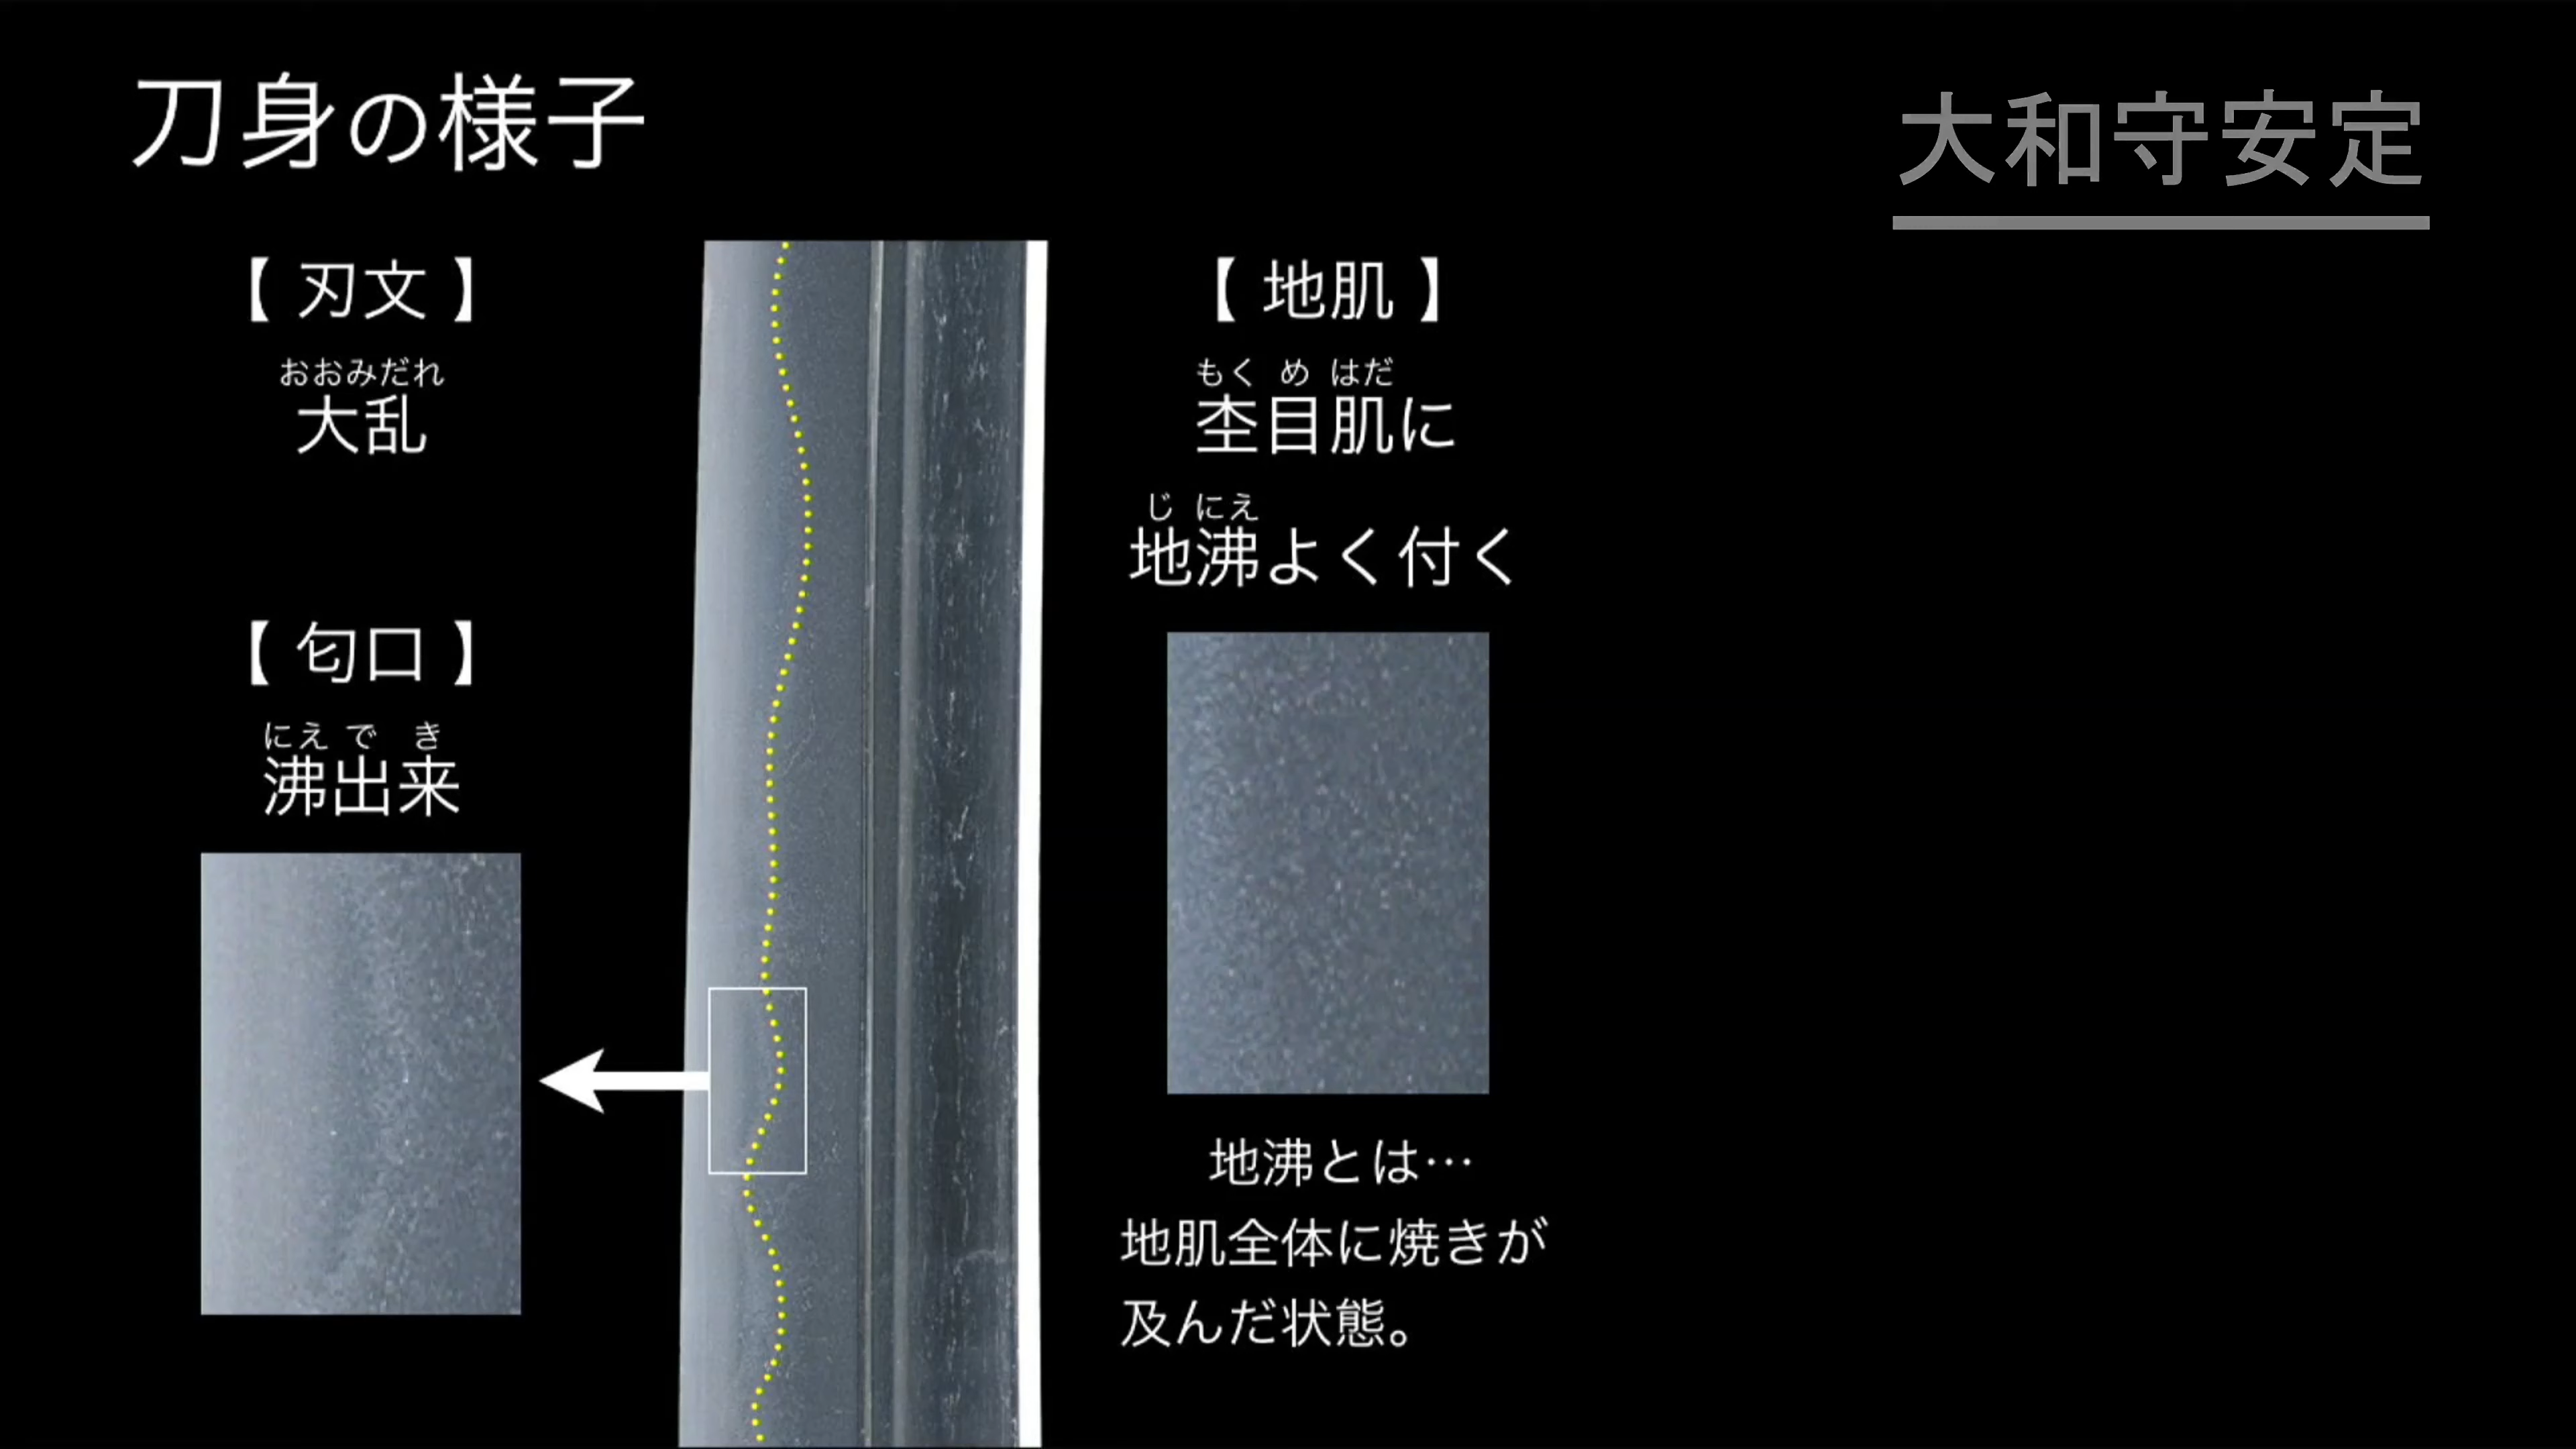 刀身の様子
大和守安定
【 刃文 】
おおみだれ
大乱
【 匂口 】
にえ で き
沸出来
【 地肌 】
もく め はだ
杢目肌に
じ にえ
地沸よく付く
地沸とは…
地肌全体に焼きが
及んだ状態。